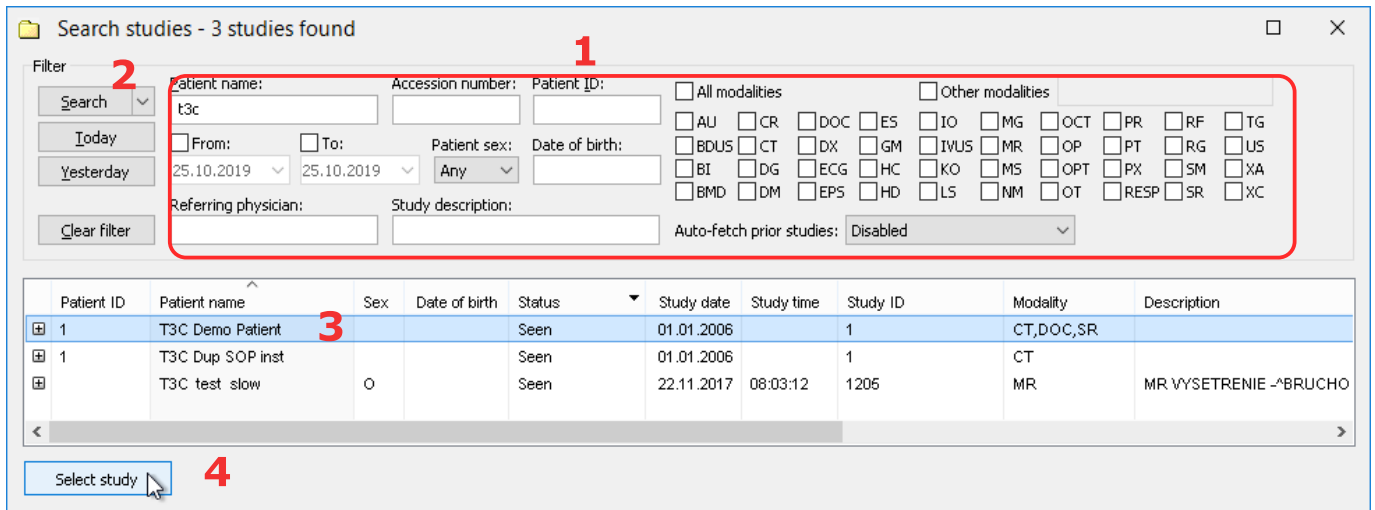 Search studies - 3 studies found
1
Filter
2
Patient name: Accession number: Patient ID: All modalities Other modalities
Search t3c
AU CR DOC ES IO MG OCT PR RF TG
Today From: To: Patient sex: Date of birth: BDUS CT DX GM IVUS MR OP PT RG US
Yesterday 25.10.2019 25.10.2019 Any BI DG ECG HC KO MS OPT PX SM XA
BMD DM EPS HD LS NM OT RESP SR XC
Referring physician: Study description:
Clear filter Auto-fetch prior studies: Disabled
Patient ID Patient name Sex Date of birth Status Study date Study time Study ID Modality Description
1 T3C Demo Patient Seen 01.01.2006 1 CT,DOC,SR
3
1 T3C Dup SOP inst Seen 01.01.2006 1 CT
T3C test slow O Seen 22.11.2017 08:03:12 1205 MR MR VYSETRENIE -^BRUCHO
Select study
4